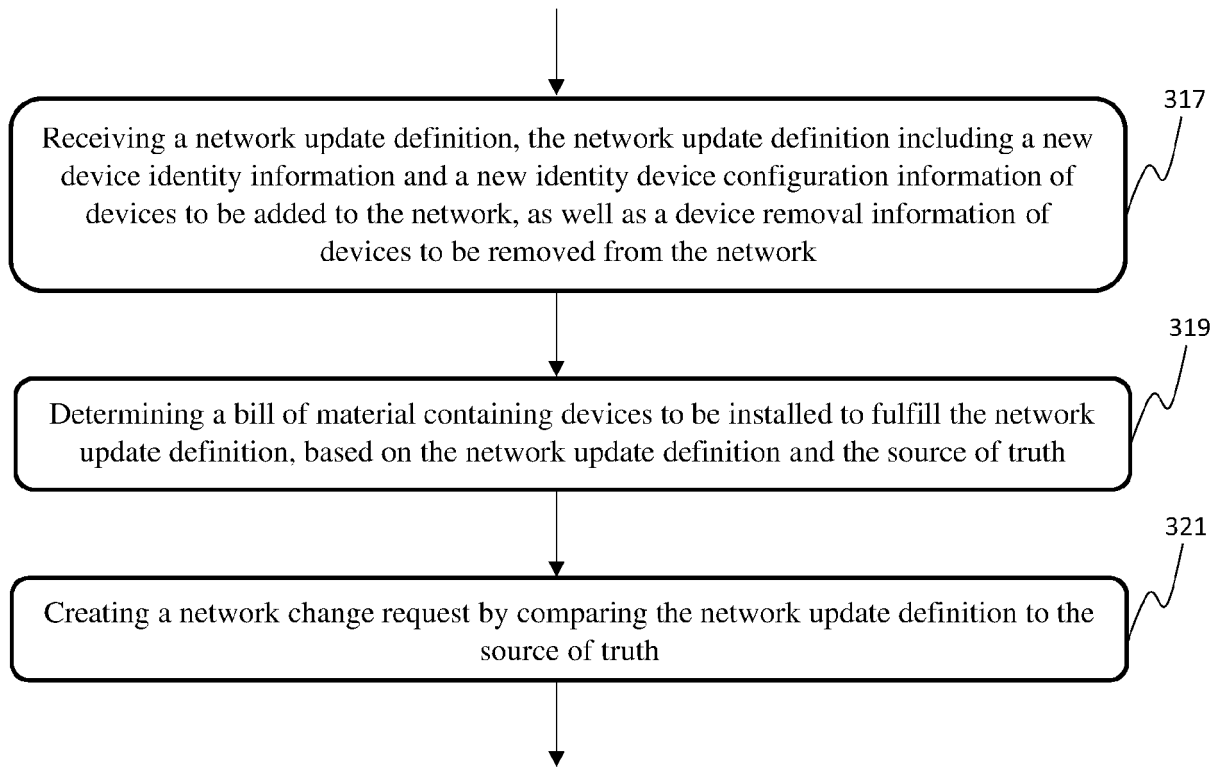 317
Receiving a network update definition, the network update definition including a new
device identity information and a new identity device configuration information of
devices to be added to the network, as well as a device removal information of
devices to be removed from the network
319
Determining a bill of material containing devices to be installed to fulfill the network
update definition, based on the network update definition and the source of truth
321
Creating a network change request by comparing the network update definition to the
source of truth